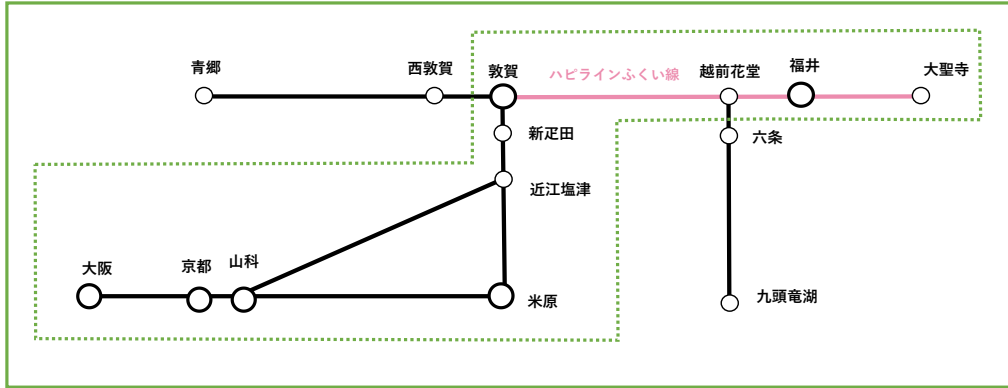 青郷
西敦賀
敦賀
ハピラインふくい線
越前花堂
福井
大聖寺
新疋田
六条
近江塩津
大阪
京都
山科
米原
九頭竜湖